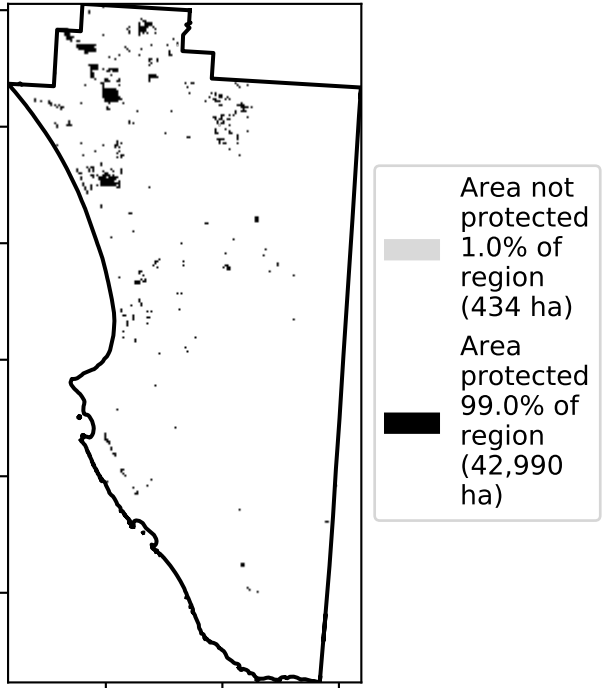 Area not
protected
1.0% of
region
(434 ha)
Area
protected
99.0% of
region
(42,990
ha)